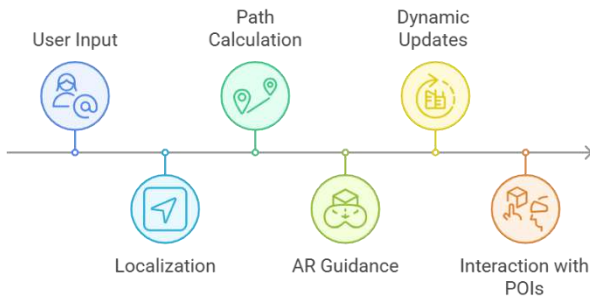 User Input
Path
Calculation
Dynamic
Updates
Localization
AR Guidance
Interaction with
POIs